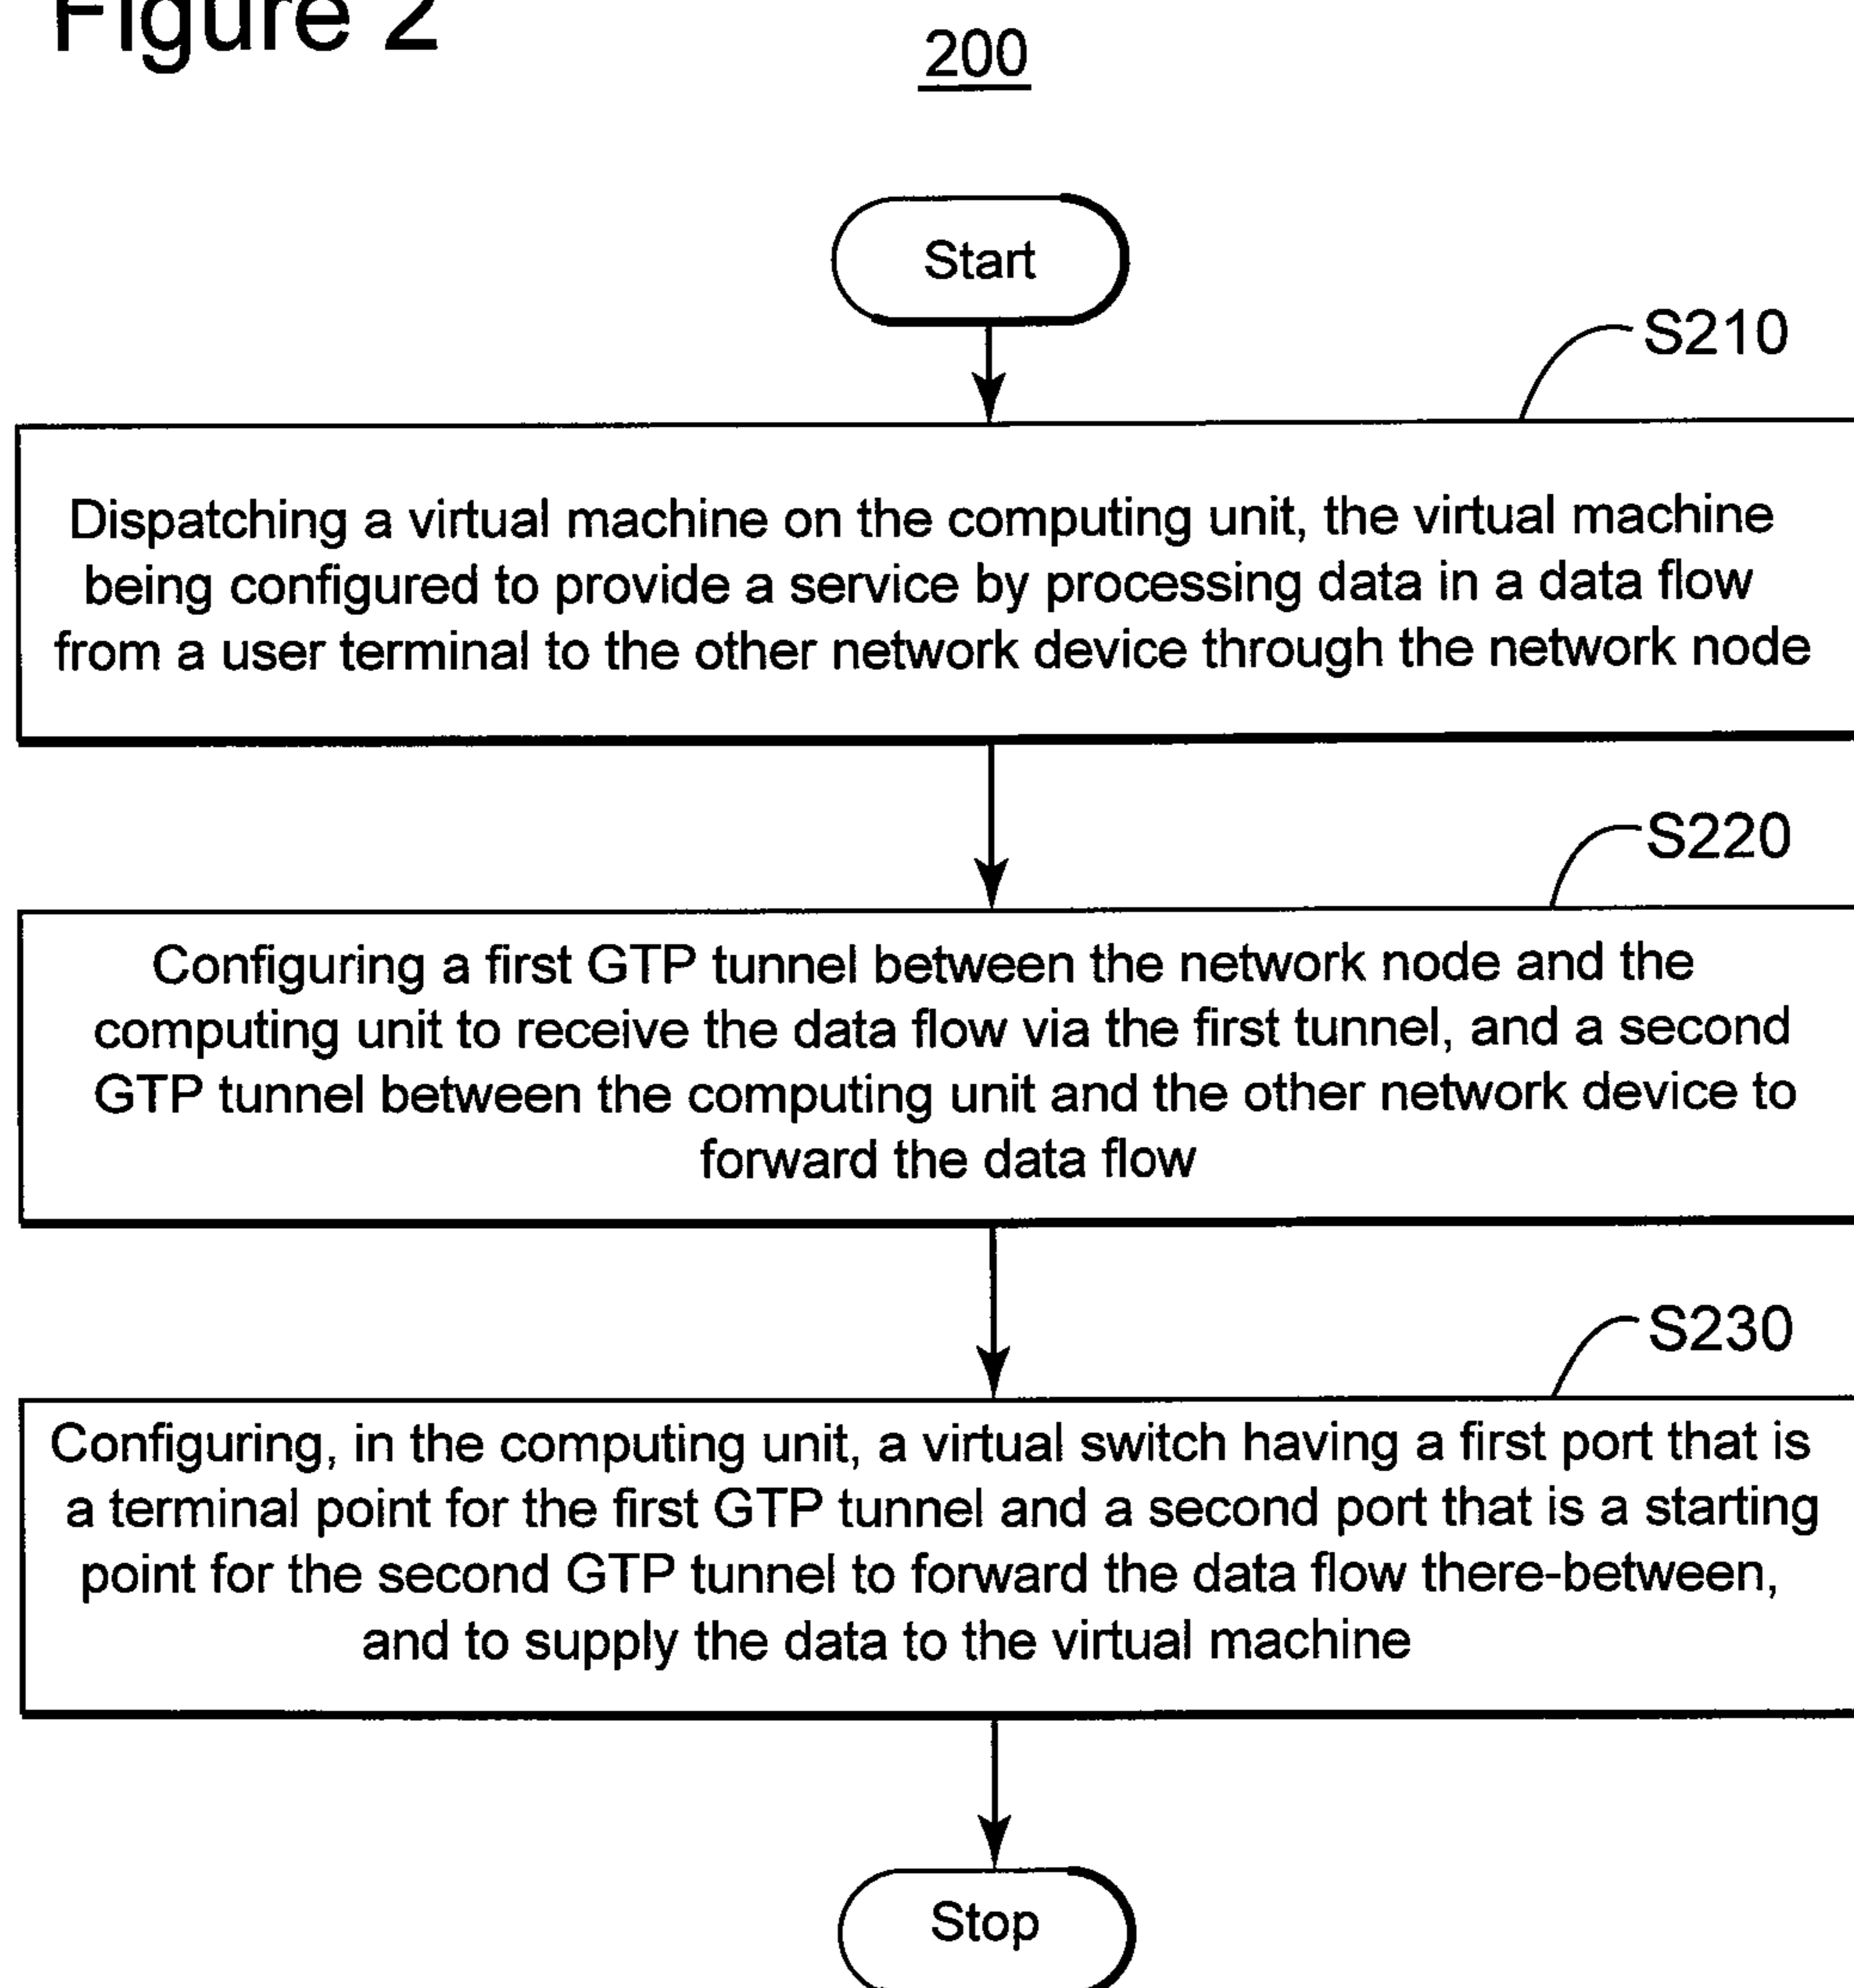 Figure 2
200
Start
S210
Dispatching a virtual machine on the computing unit, the virtual machine
being configured to provide a service by processing data in a data flow
from a user terminal to the other network device through the network node
S220
Configuring a first GTP tunnel between the network node and the
computing unit to receive the data flow via the first tunnel, and a second
GTP tunnel between the computing unit and the other network device to
forward the data flow
S230
Configuring, in the computing unit, a virtual switch having a first port that is
a terminal point for the first GTP tunnel and a second port that is a starting
point for the second GTP tunnel to forward the data flow there-between,
and to supply the data to the virtual machine
Stop